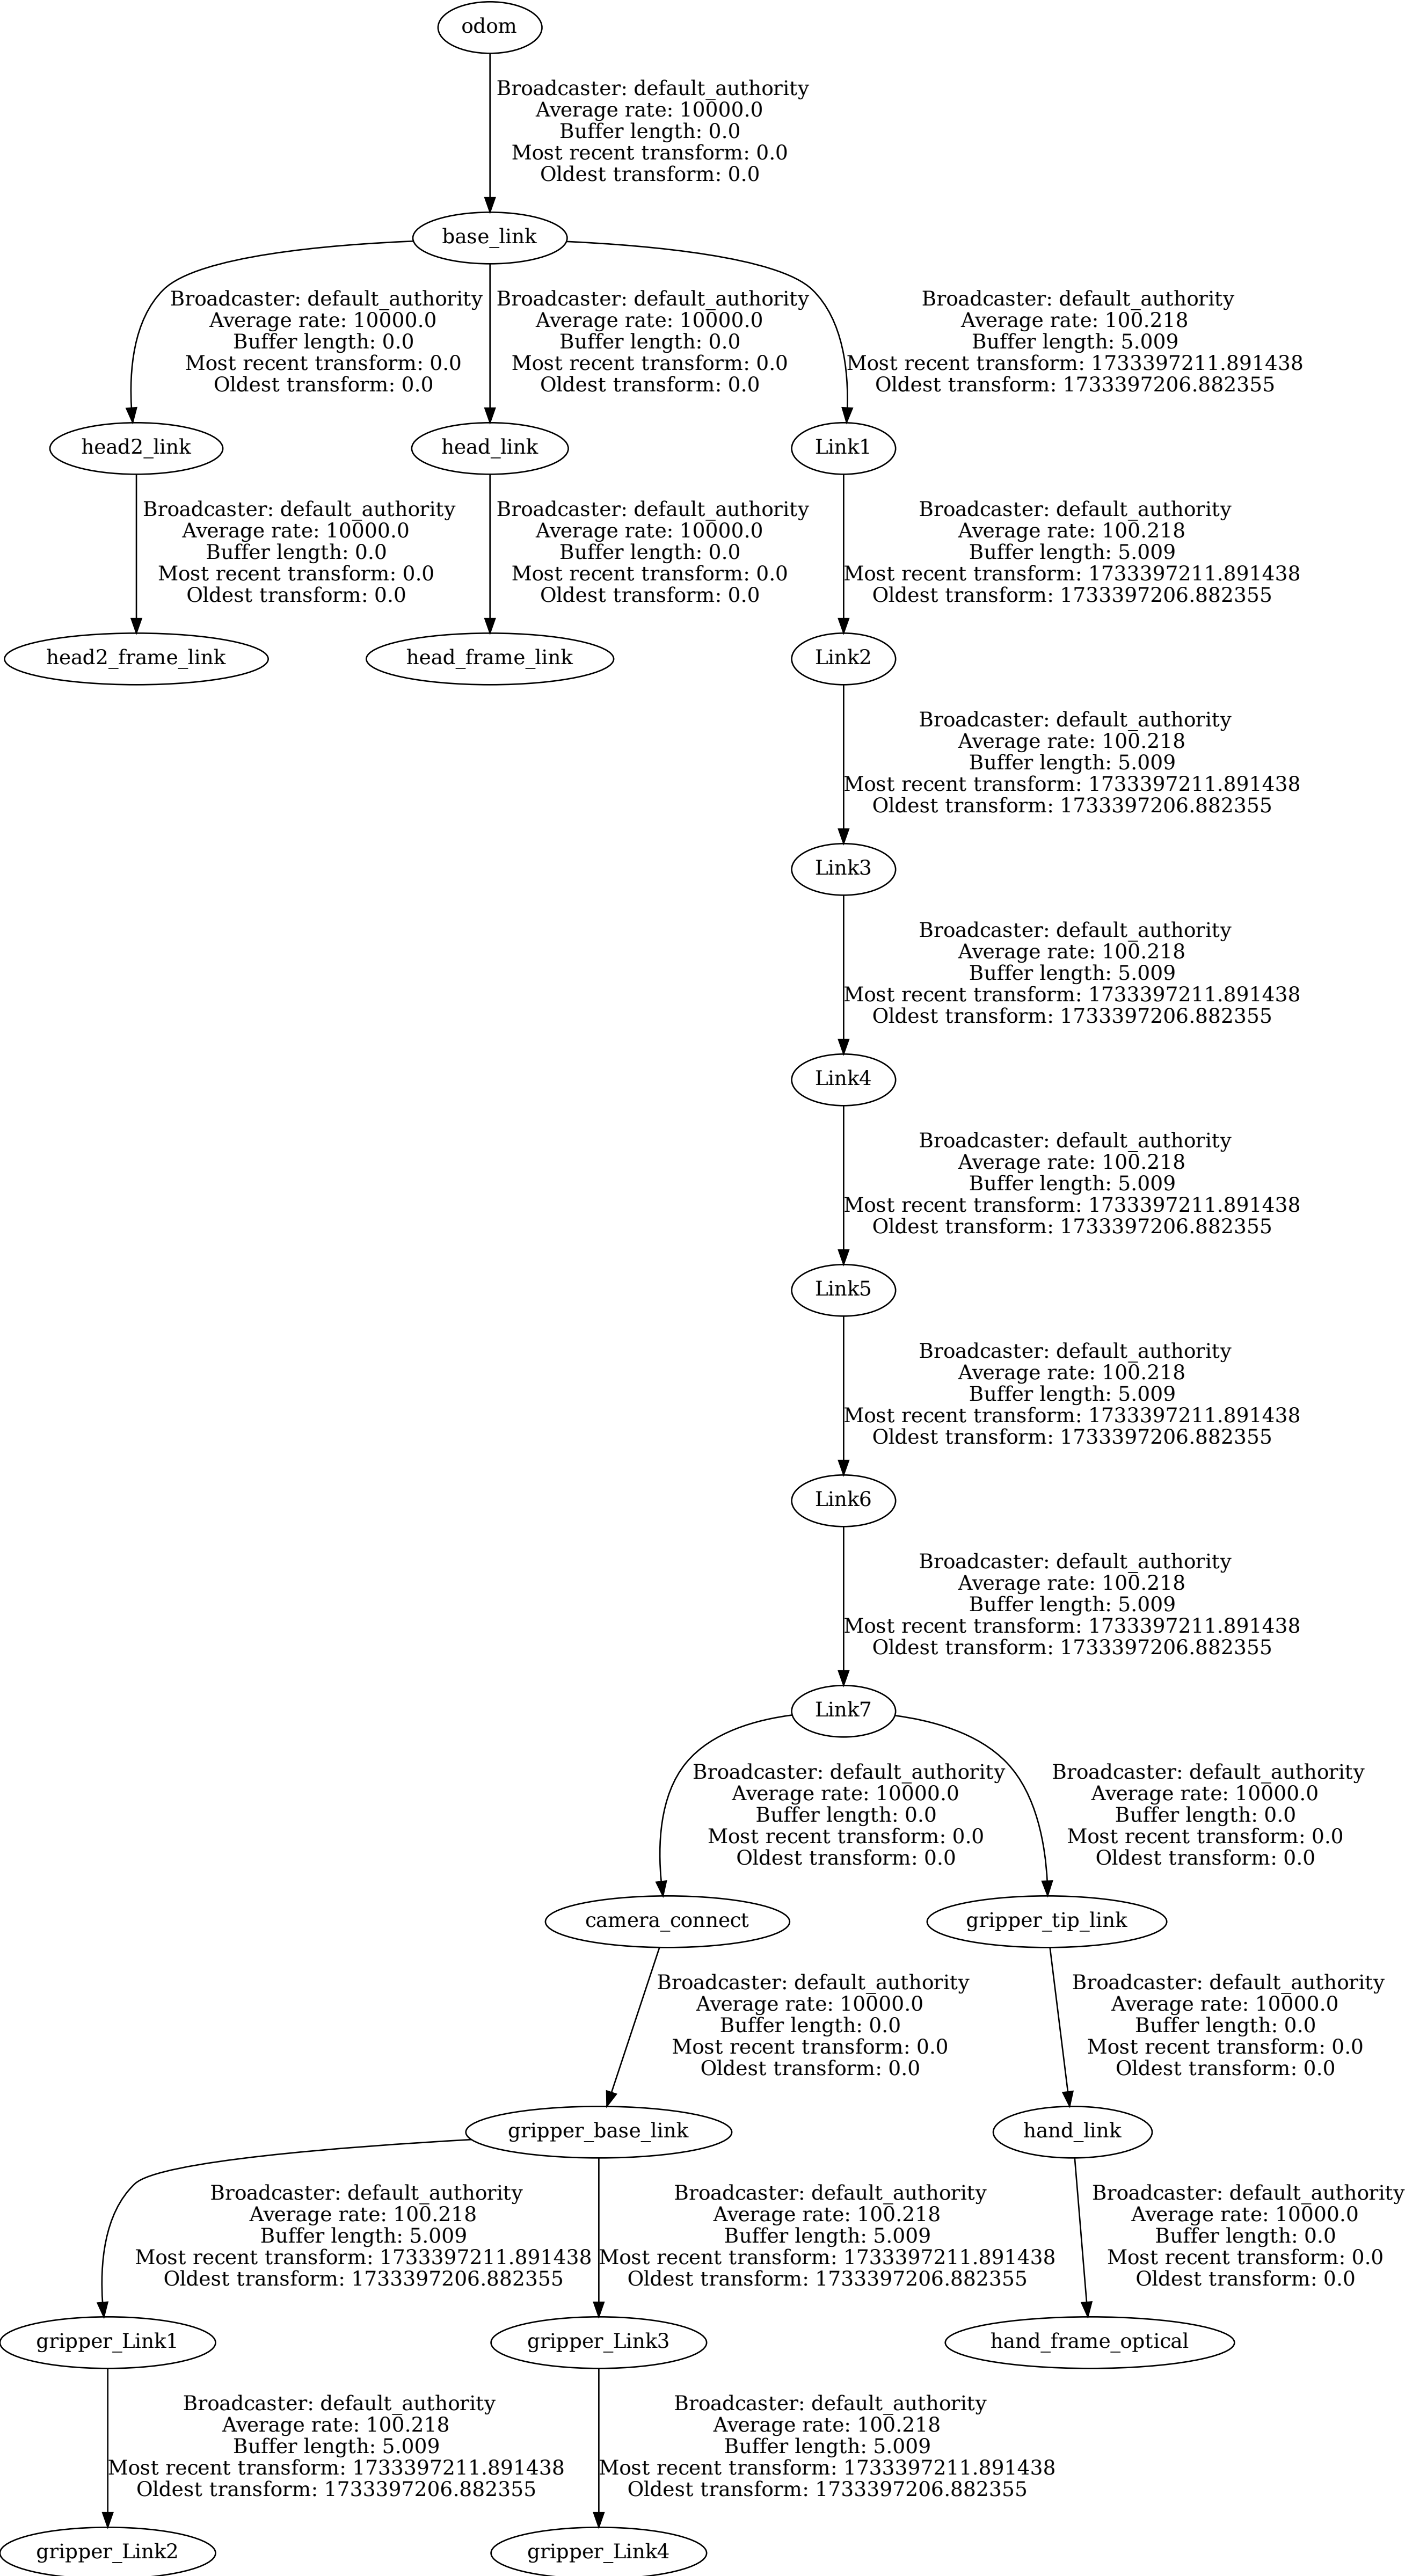 odom
Broadcaster: default_authority
Average rate: 10000.0
Buffer length: 0.0
Most recent transform: 0.0
Oldest transform: 0.0
base_link
Broadcaster: default_authority
Average rate: 10000.0
Buffer length: 0.0
Most recent transform: 0.0
Oldest transform: 0.0
Broadcaster: default_authority
Average rate: 10000.0
Buffer length: 0.0
Most recent transform: 0.0
Oldest transform: 0.0
Broadcaster: default_authority
Average rate: 100.218
Buffer length: 5.009
Most recent transform: 1733397211.891438
Oldest transform: 1733397206.882355
head2_link
head_link
Link1
Broadcaster: default_authority
Average rate: 10000.0
Buffer length: 0.0
Most recent transform: 0.0
Oldest transform: 0.0
Broadcaster: default_authority
Average rate: 10000.0
Buffer length: 0.0
Most recent transform: 0.0
Oldest transform: 0.0
Broadcaster: default_authority
Average rate: 100.218
Buffer length: 5.009
Most recent transform: 1733397211.891438
Oldest transform: 1733397206.882355
head2_frame_link
head_frame_link
Link2
Broadcaster: default_authority
Average rate: 100.218
Buffer length: 5.009
Most recent transform: 1733397211.891438
Oldest transform: 1733397206.882355
Link3
Broadcaster: default_authority
Average rate: 100.218
Buffer length: 5.009
Most recent transform: 1733397211.891438
Oldest transform: 1733397206.882355
Link4
Broadcaster: default_authority
Average rate: 100.218
Buffer length: 5.009
Most recent transform: 1733397211.891438
Oldest transform: 1733397206.882355
Link5
Broadcaster: default_authority
Average rate: 100.218
Buffer length: 5.009
Most recent transform: 1733397211.891438
Oldest transform: 1733397206.882355
Link6
Broadcaster: default_authority
Average rate: 100.218
Buffer length: 5.009
Most recent transform: 1733397211.891438
Oldest transform: 1733397206.882355
Link7
Broadcaster: default_authority
Average rate: 10000.0
Buffer length: 0.0
Most recent transform: 0.0
Oldest transform: 0.0
Broadcaster: default_authority
Average rate: 10000.0
Buffer length: 0.0
Most recent transform: 0.0
Oldest transform: 0.0
camera_connect
gripper_tip_link
Broadcaster: default_authority
Average rate: 10000.0
Buffer length: 0.0
Most recent transform: 0.0
Oldest transform: 0.0
Broadcaster: default_authority
Average rate: 10000.0
Buffer length: 0.0
Most recent transform: 0.0
Oldest transform: 0.0
gripper_base_link
hand_link
Broadcaster: default_authority
Average rate: 100.218
Buffer length: 5.009
Most recent transform: 1733397211.891438
Oldest transform: 1733397206.882355
Broadcaster: default_authority
Average rate: 100.218
Buffer length: 5.009
Most recent transform: 1733397211.891438
Oldest transform: 1733397206.882355
Broadcaster: default_authority
Average rate: 10000.0
Buffer length: 0.0
Most recent transform: 0.0
Oldest transform: 0.0
gripper_Link1
gripper_Link3
hand_frame_optical
Broadcaster: default_authority
Average rate: 100.218
Buffer length: 5.009
Most recent transform: 1733397211.891438
Oldest transform: 1733397206.882355
Broadcaster: default_authority
Average rate: 100.218
Buffer length: 5.009
Most recent transform: 1733397211.891438
Oldest transform: 1733397206.882355
gripper_Link2
gripper_Link4